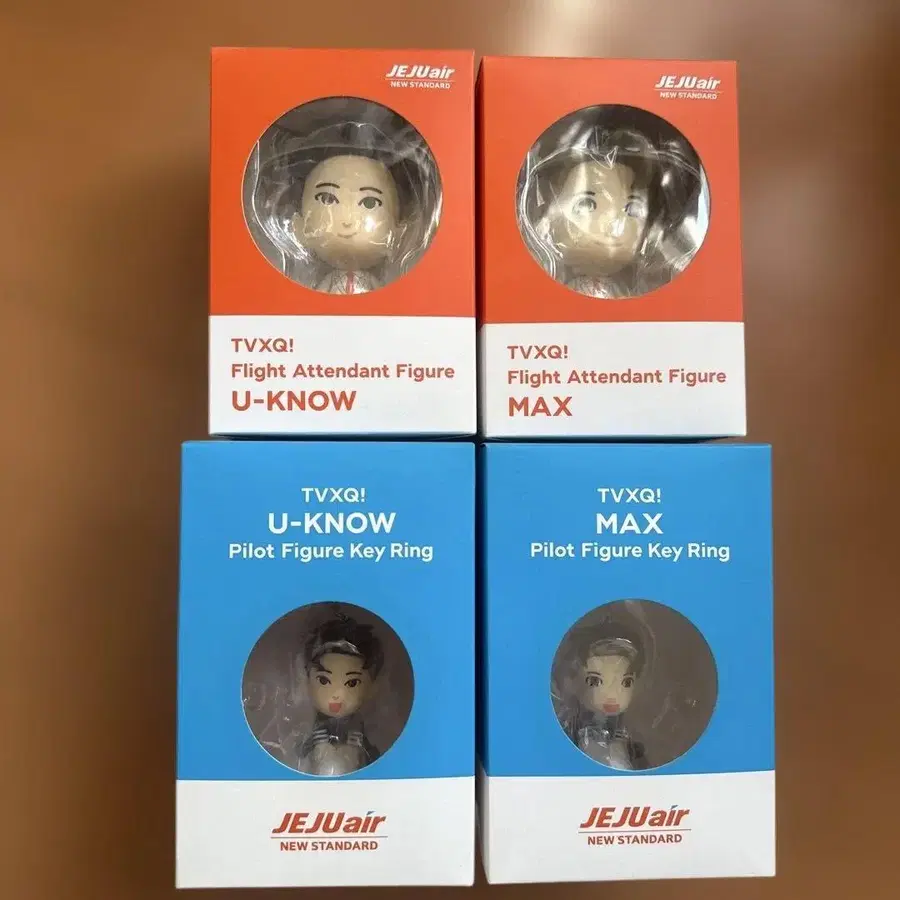 JEJUair
NEW STANDARD
TVXQ!
Flight Attendant Figure
U-KNOW
JEJUair
NEW STANDARD
TVXQ!
Flight Attendant Figure
MAX
TVXQ!
U-KNOW
Pilot Figure Key Ring
JEJUair
NEW STANDARD
TVXQ!
MAX
Pilot Figure Key Ring
JEJUair
NEW STANDARD